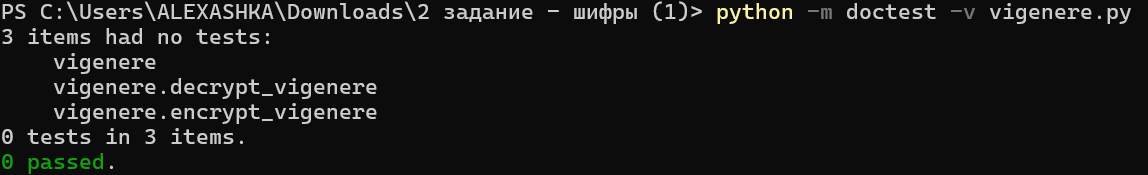 PS C:\Users\ALEXASHKA\Downloads\2 задание - шифры (1)> python -m doctest -v vigenere.py
3 items had no tests:
    vigenere
    vigenere.decrypt_vigenere
    vigenere.encrypt_vigenere
0 tests in 3 items.
0 passed.